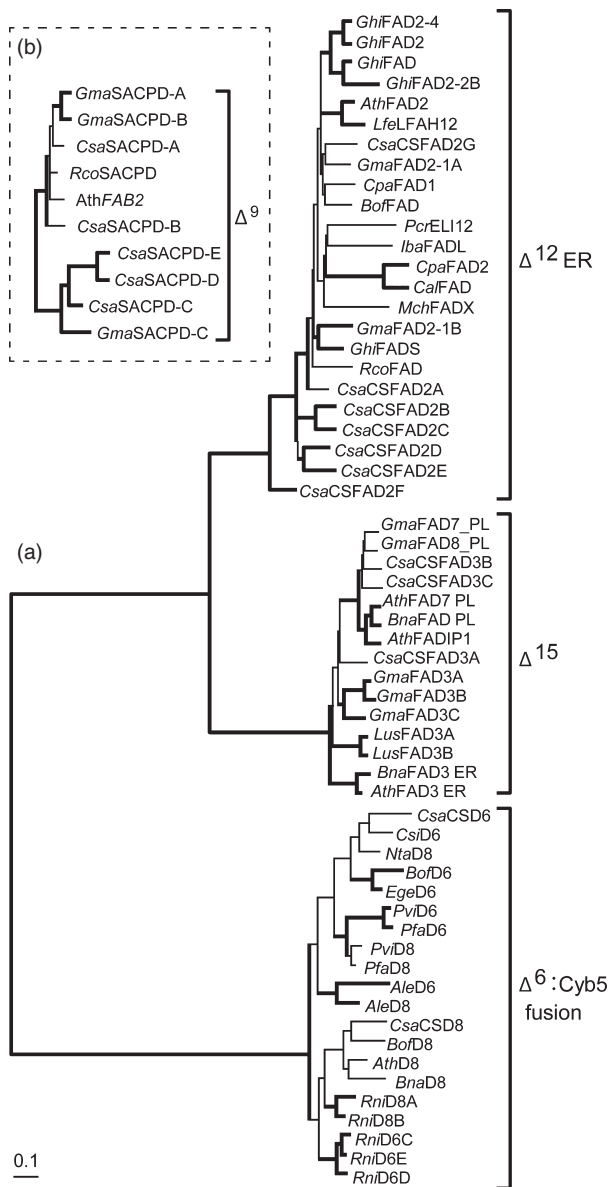 (b)
GmaSACPD-A
GmaSACPD-B
CsaSACPD-A
RcoSACPD
AthFAB2
CsaSACPD-B
CsaSACPD-E
CsaSACPD-D
CsaSACPD-C
GmaSACPD-C
Δ9
GhiFAD2-4
GhiFAD2
GhiFAD
GhiFAD2-2B
AthFAD2
LfeLFAH12
CsaCSFAD2G
GmaFAD2-1A
CpaFAD1
BofFAD
PcrELI12
IbaFADL
CpaFAD2
CalFAD
MchFADX
GmaFAD2-1B
GhiFADS
RcoFAD
CsaCSFAD2A
CsaCSFAD2B
CsaCSFAD2C
CsaCSFAD2D
CsaCSFAD2E
CsaCSFAD2F
Δ12 ER
(a)
GmaFAD7_PL
GmaFAD8_PL
CsaCSFAD3B
CsaCSFAD3C
AthFAD7 PL
BnaFAD PL
AthFADIP1
CsaCSFAD3A
GmaFAD3A
GmaFAD3B
GmaFAD3C
LusFAD3A
LusFAD3B
BnaFAD3 ER
AthFAD3 ER
Δ15
CsaCSD6
CsiD6
NtaD8
BofD6
EgeD6
PviD6
PfaD6
PviD8
PfaD8
AleD6
AleD8
CsaCSD8
BofD8
AthD8
BnaD8
RniD8A
RniD8B
RniD6C
RniD6E
RniD6D
Δ6:Cyb5
fusion
0.1